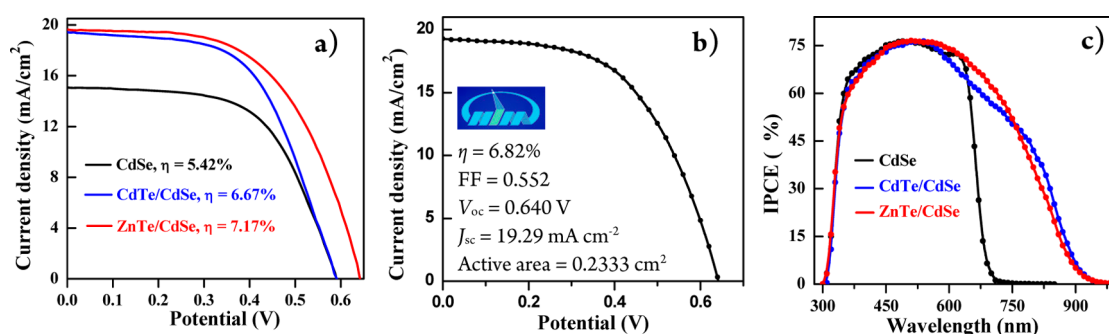 a)
Current density (mA/cm²)
20
16
12
8
4
0
CdSe, η = 5.42%
CdTe/CdSe, η = 6.67%
ZnTe/CdSe, η = 7.17%
0.0 0.1 0.2 0.3 0.4 0.5 0.6
Potential (V)
b)
Current density (mA/cm²)
20
15
10
5
0
η = 6.82%
FF = 0.552
Voc = 0.640 V
Jsc = 19.29 mA cm⁻²
Active area = 0.2333 cm²
0.0 0.2 0.4 0.6
Potential (V)
c)
IPCE ( %)
75
60
45
30
15
0
CdSe
CdTe/CdSe
ZnTe/CdSe
300 450 600 750 900
Wavelength (nm)